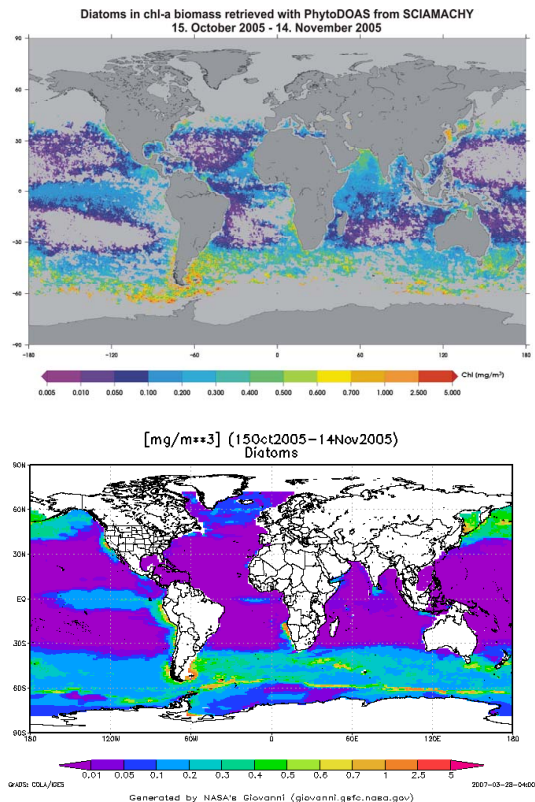 Diatoms in chl-a biomass retrieved with PhytoDOAS from SCIAMACHY
15. October 2005 - 14. November 2005
90
60
30
0
-30
-60
-90
-180 -120 -60 0 60 120 180
Chl (mg/m³)
0.005 0.010 0.050 0.100 0.200 0.300 0.400 0.500 0.600 0.700 1.000 2.500 5.000
[mg/m**3] (15Oct2005-14Nov2005)
Diatoms
90N
60N
30N
EQ
30S
60S
90S
180 120W 60W 0 60E 120E 180
0.01 0.05 0.1 0.2 0.3 0.4 0.5 0.6 0.7 1 2.5 5
GrADS: COLA/IGES 2007-03-28-04:00
Generated by NASA's Giovanni (giovanni.gsfc.nasa.gov)